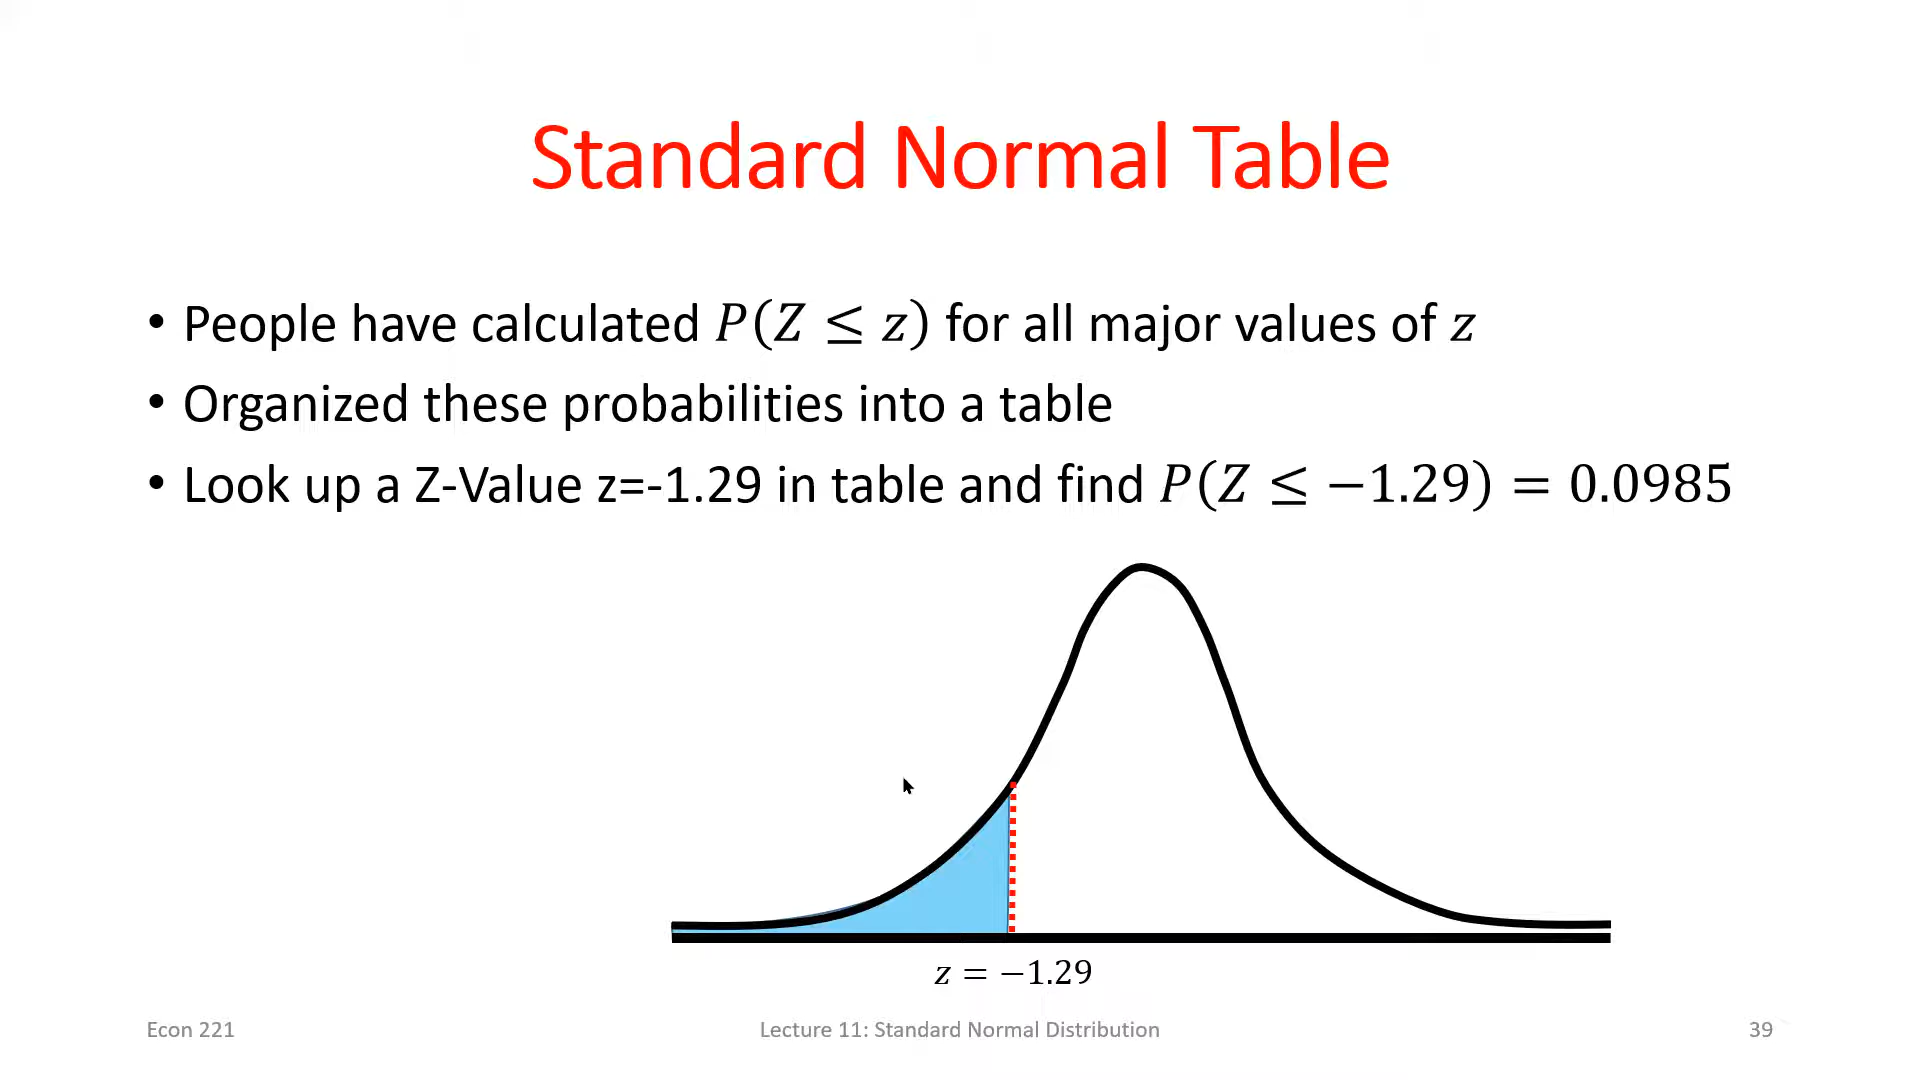 Standard Normal Table
• People have calculated 𝑃(𝑍 ≤ 𝑧) for all major values of 𝑧
• Organized these probabilities into a table
• Look up a Z-Value z=-1.29 in table and find 𝑃(𝑍 ≤ −1.29) = 0.0985
𝑧 = −1.29
Econ 221
Lecture 11: Standard Normal Distribution
39